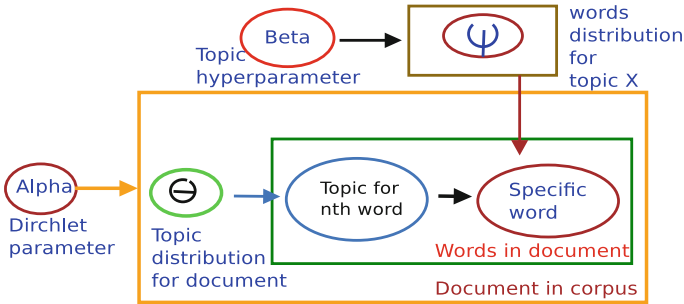 Beta
Topic
hyperparameter
ψ
words
distribution
for
topic X
Alpha
Dirchlet
parameter
Θ
Topic
distribution
for document
Topic for
nth word
Specific
word
Words in document
Document in corpus